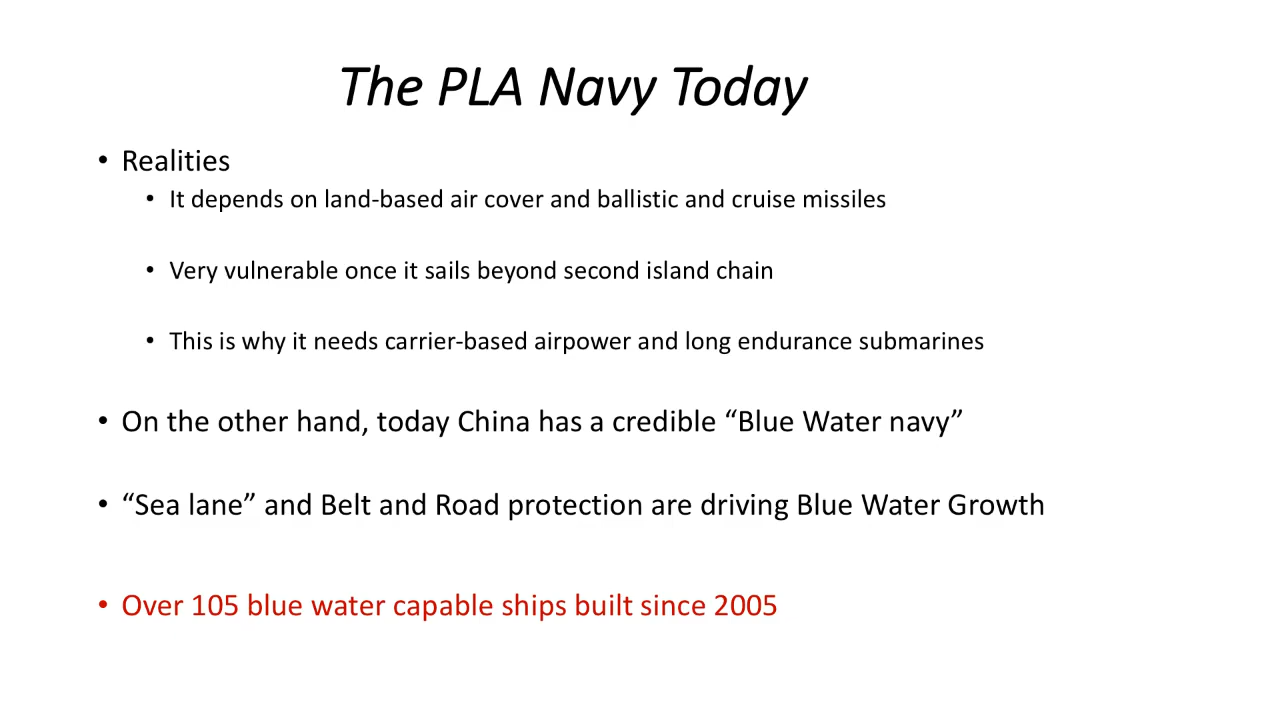 The PLA Navy Today
• Realities
• It depends on land-based air cover and ballistic and cruise missiles
• Very vulnerable once it sails beyond second island chain
• This is why it needs carrier-based airpower and long endurance submarines
• On the other hand, today China has a credible “Blue Water navy”
• “Sea lane” and Belt and Road protection are driving Blue Water Growth
• Over 105 blue water capable ships built since 2005